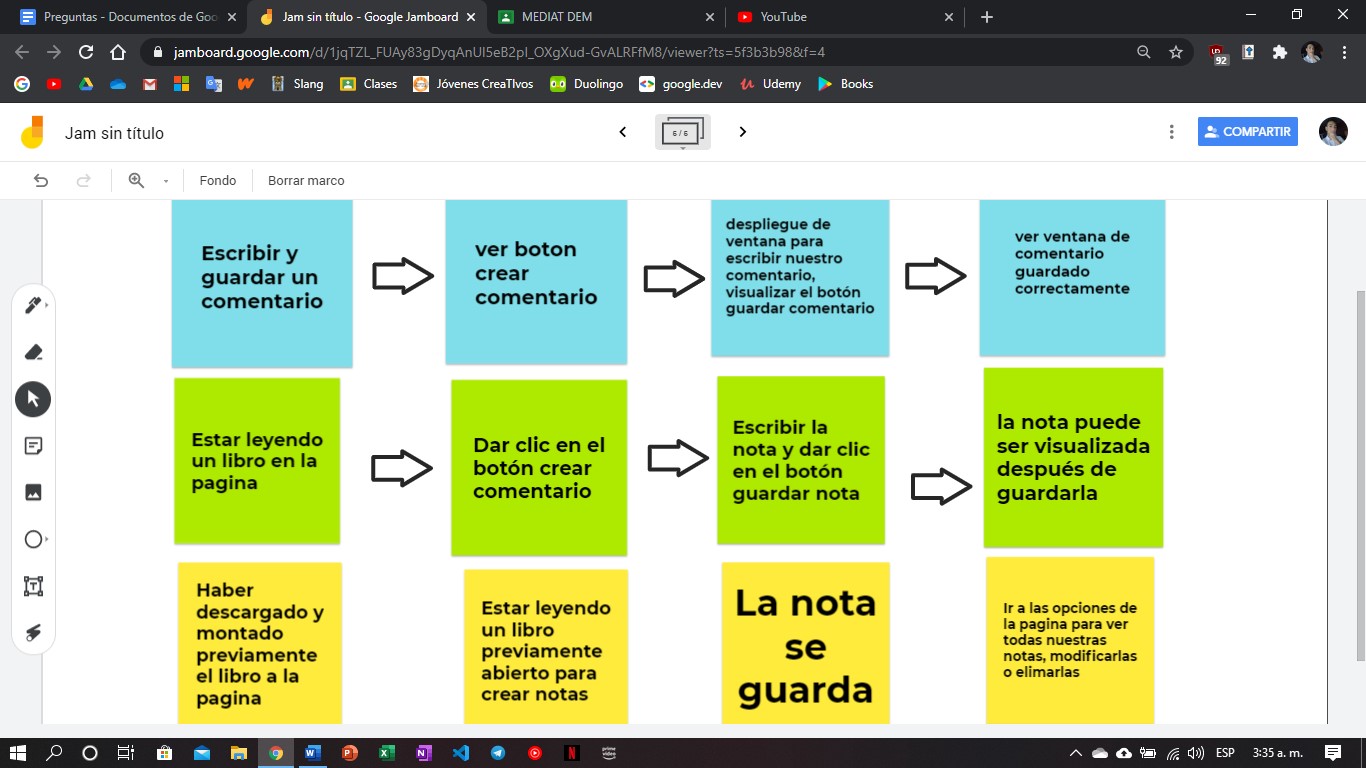 Preguntas - Documentos de Goo
Jam sin título - Google Jamboard
MEDIAT DEM
YouTube
jamboard.google.com/d/1jqTZL_FUAy83gDyqAnUI5eB2pl_OXgXud-GvALRFfM8/viewer?ts=5f3b3b98&f=4
92
Slang
Clases
Jóvenes CreaTIvos
Duolingo
google.dev
Udemy
Books
Jam sin título
6 / 6
COMPARTIR
Fondo
Borrar marco
Escribir y
guardar un
comentario
ver boton
crear
comentario
despliegue de
ventana para
escribir nuestro
comentario,
visualizar el botón
guardar comentario
ver ventana de
comentario
guardado
correctamente
Estar leyendo
un libro en la
pagina
Dar clic en el
botón crear
comentario
Escribir la
nota y dar clic
en el botón
guardar nota
la nota puede
ser visualizada
después de
guardarla
Haber
descargado y
montado
previamente
el libro a la
pagina
Estar leyendo
un libro
previamente
abierto para
crear notas
La nota
se
guarda
Ir a las opciones de
la pagina para ver
todas nuestras
notas, modificarlas
o elimarlas
ESP
3:35 a. m.